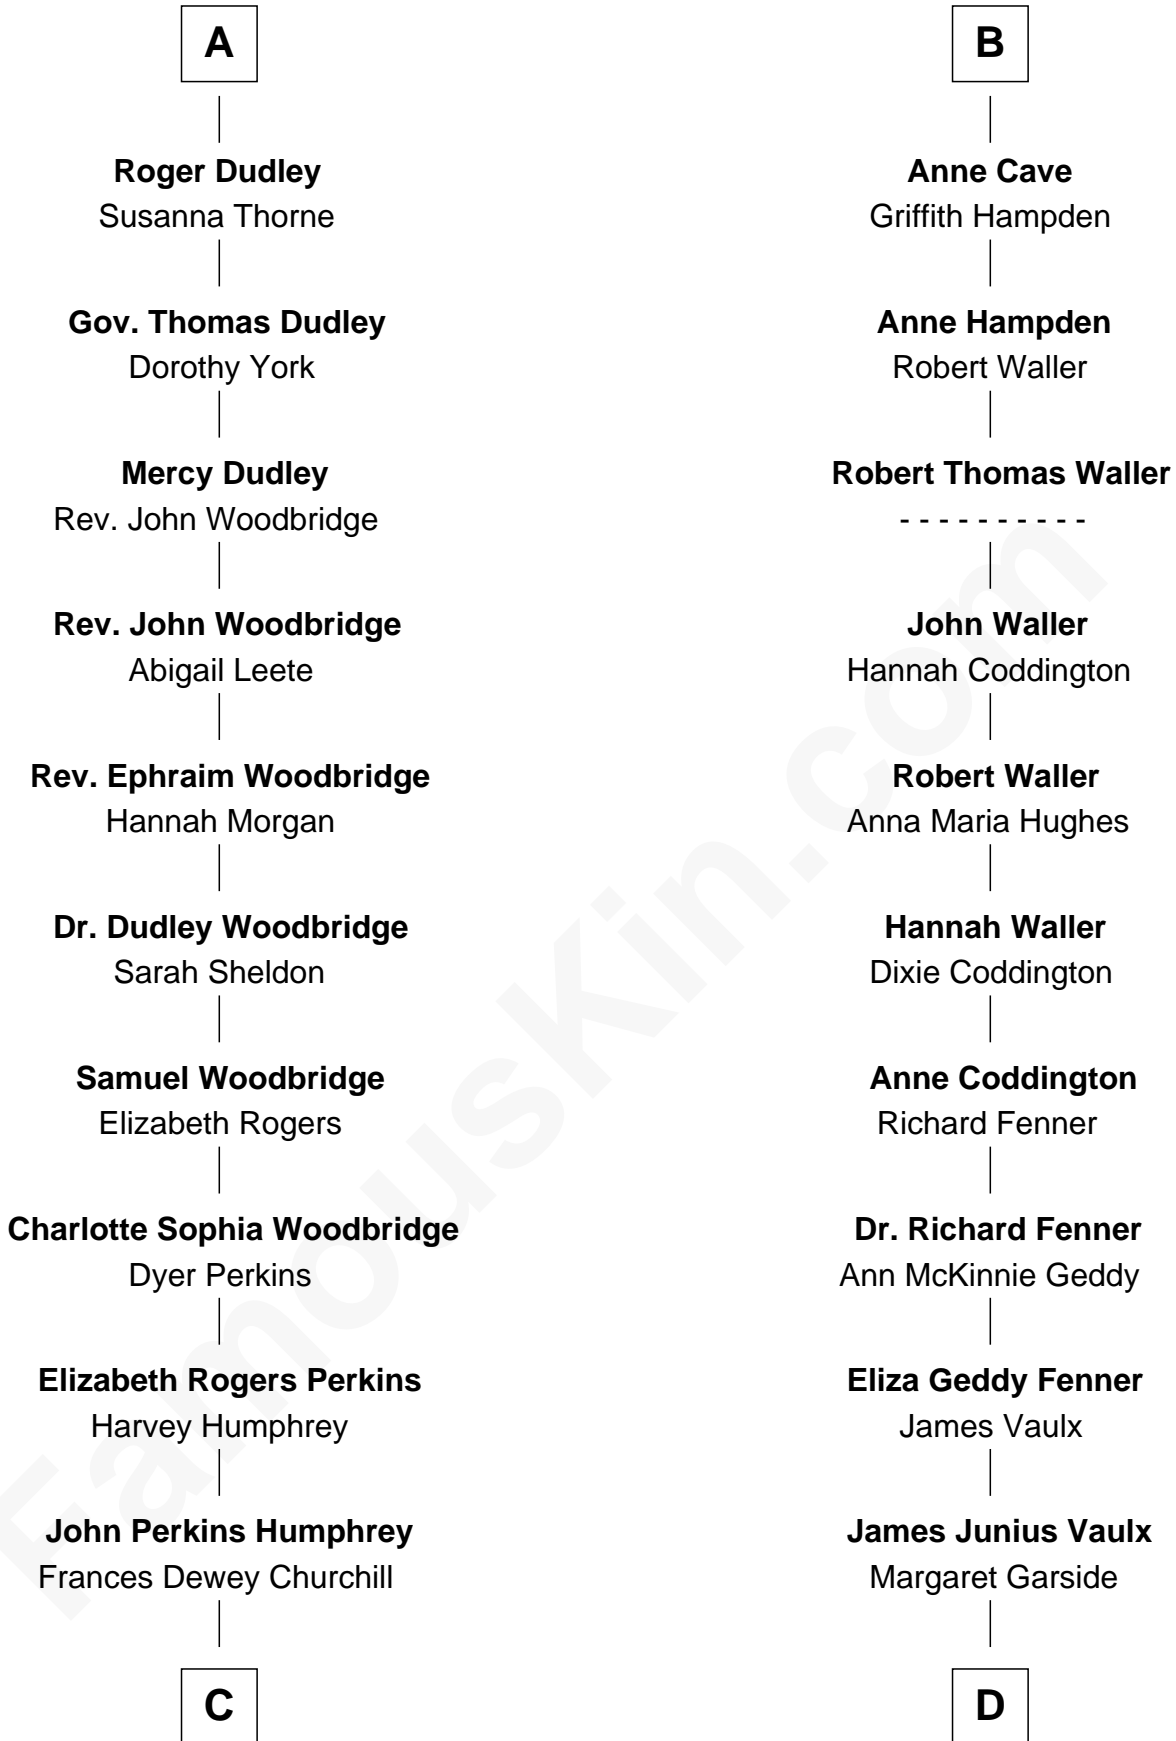 A
Roger Dudley
Susanna Thorne
Gov. Thomas Dudley
Dorothy York
Mercy Dudley
Rev. John Woodbridge
Rev. John Woodbridge
Abigail Leete
Rev. Ephraim Woodbridge
Hannah Morgan
Dr. Dudley Woodbridge
Sarah Sheldon
Samuel Woodbridge
Elizabeth Rogers
Charlotte Sophia Woodbridge
Dyer Perkins
Elizabeth Rogers Perkins
Harvey Humphrey
John Perkins Humphrey
Frances Dewey Churchill
C
B
Anne Cave
Griffith Hampden
Anne Hampden
Robert Waller
Robert Thomas Waller
- - - - - - - - - -
John Waller
Hannah Coddington
Robert Waller
Anna Maria Hughes
Hannah Waller
Dixie Coddington
Anne Coddington
Richard Fenner
Dr. Richard Fenner
Ann McKinnie Geddy
Eliza Geddy Fenner
James Vaulx
James Junius Vaulx
Margaret Garside
D
FamousKin.com